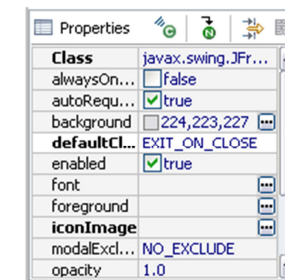 Properties
Class javax.swing.JFr...
alwaysOn... false
autoRequ... true
background 224,223,227
defaultCl... EXIT_ON_CLOSE
enabled true
font
foreground
iconImage
modalExcl... NO_EXCLUDE
opacity 1.0